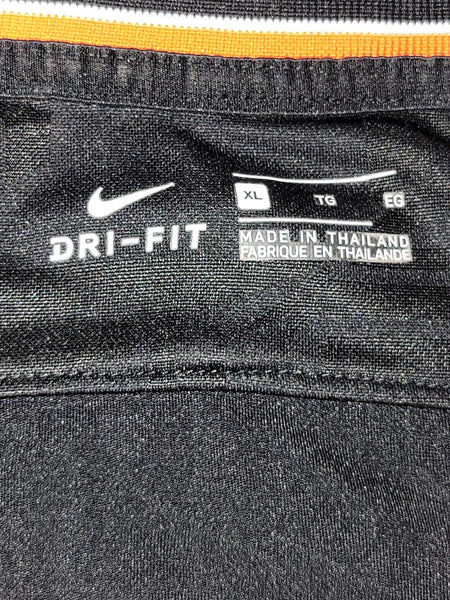 DRI-FIT
XL TG EG
MADE IN THAILAND
FABRIQUE EN THAILANDE